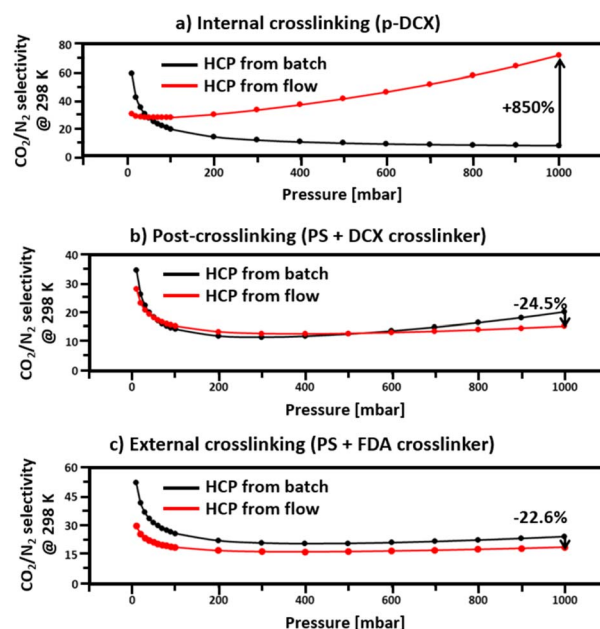 a) Internal crosslinking (p-DCX)
CO2/N2 selectivity
@ 298 K
80
60
40
20
0
HCP from batch
HCP from flow
+850%
0 200 400 600 800 1000
Pressure [mbar]
b) Post-crosslinking (PS + DCX crosslinker)
CO2/N2 selectivity
@ 298 K
40
30
20
10
0
HCP from batch
HCP from flow
-24.5%
0 200 400 600 800 1000
Pressure [mbar]
c) External crosslinking (PS + FDA crosslinker)
CO2/N2 selectivity
@ 298 K
60
45
30
15
0
HCP from batch
HCP from flow
-22.6%
0 200 400 600 800 1000
Pressure [mbar]